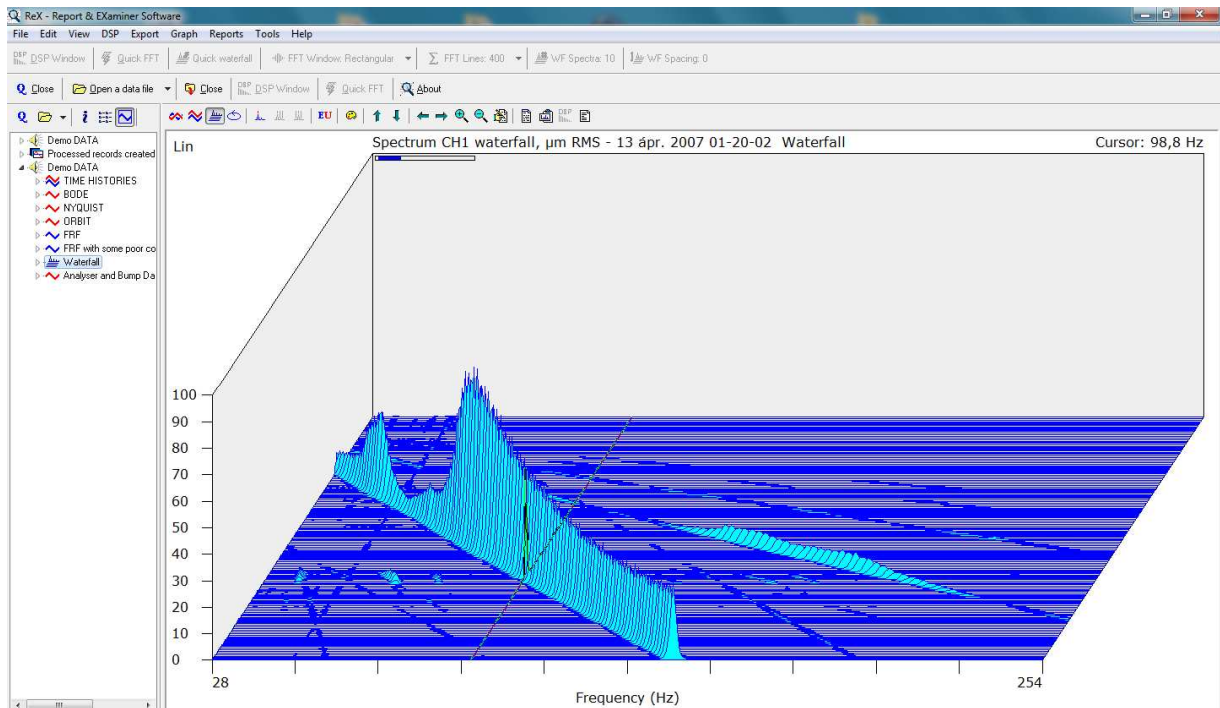 ReX - Report & EXaminer Software
File Edit View DSP Export Graph Reports Tools Help
DSP Window Quick FFT Quick waterfall FFT Window: Rectangular FFT Lines: 400 WF Spectra: 10 WF Spacing: 0
Close Open a data file Close DSP Window Quick FFT About
EU
Demo DATA
Processed records created
Demo DATA
TIME HISTORIES
BODE
NYQUIST
ORBIT
FRF
FRF with some poor co
Waterfall
Analyser and Bump Da
Lin
Spectrum CH1 waterfall, µm RMS - 13 ápr. 2007 01-20-02 Waterfall
Cursor: 98,8 Hz
100
90
80
70
60
50
40
30
20
10
0
28
254
Frequency (Hz)